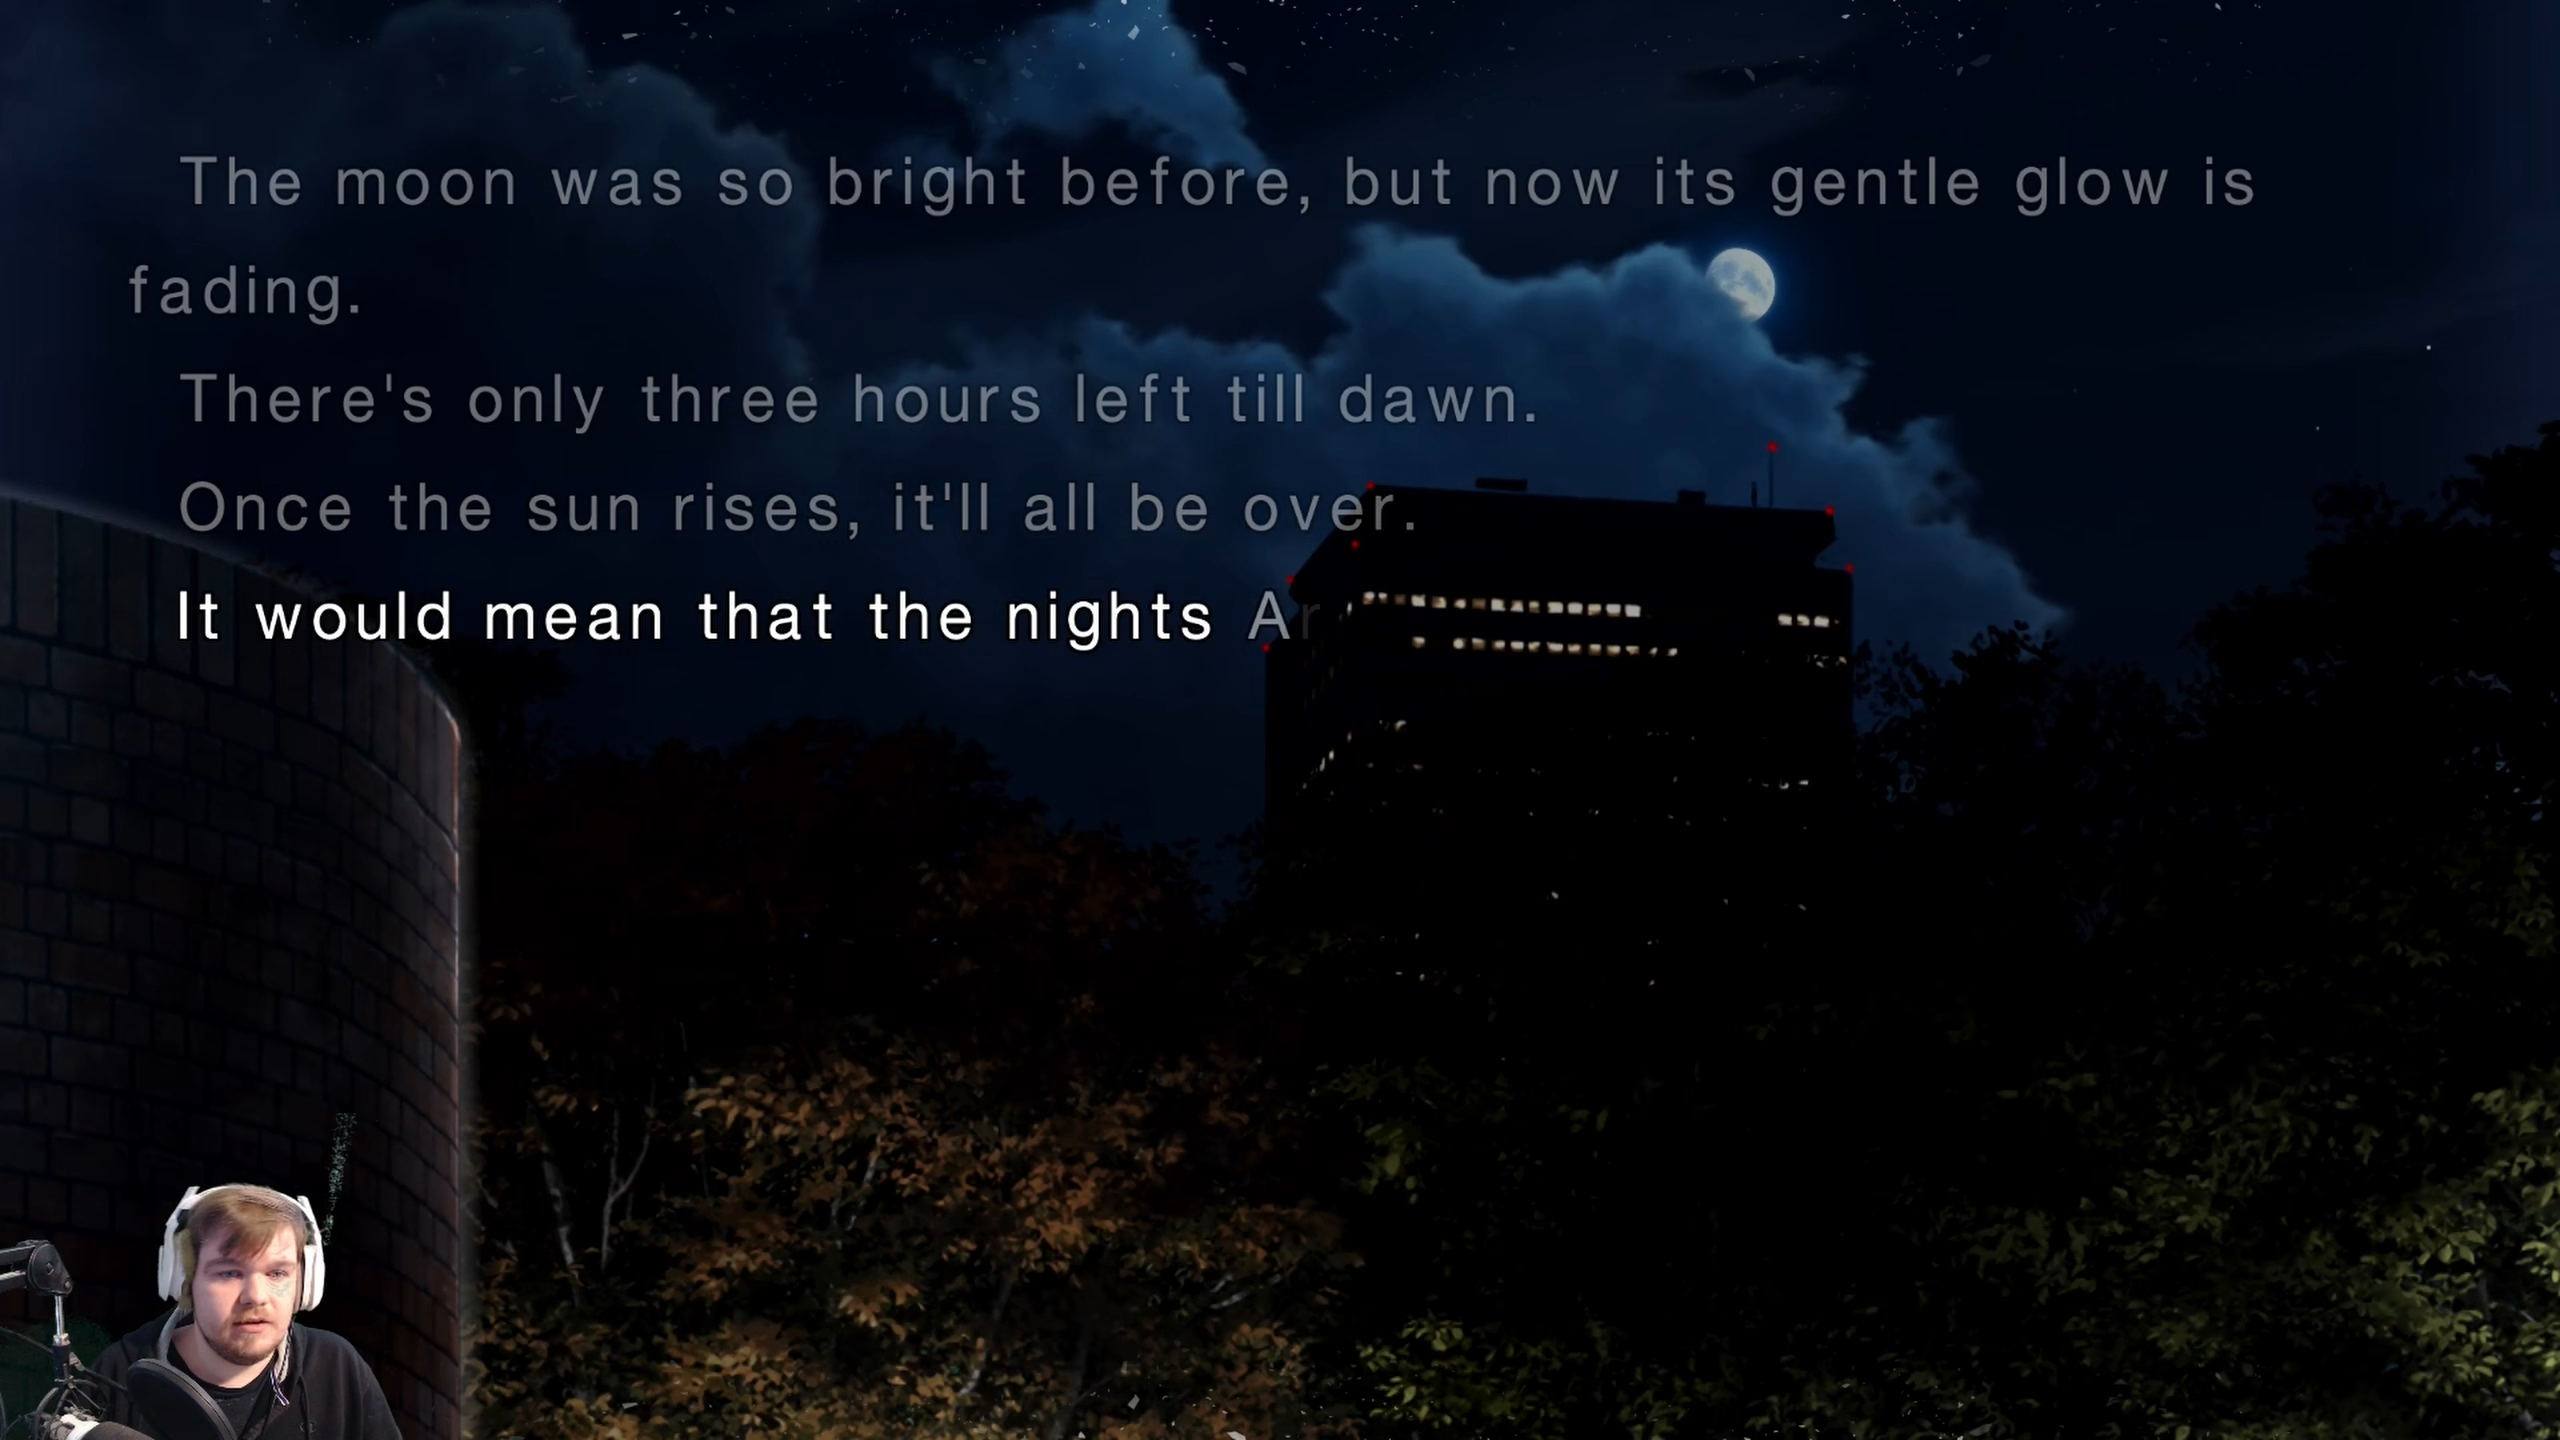 The moon was so bright before, but now its gentle glow is
fading.
There's only three hours left till dawn.
Once the sun rises, it'll all be over.
It would mean that the nights Ar